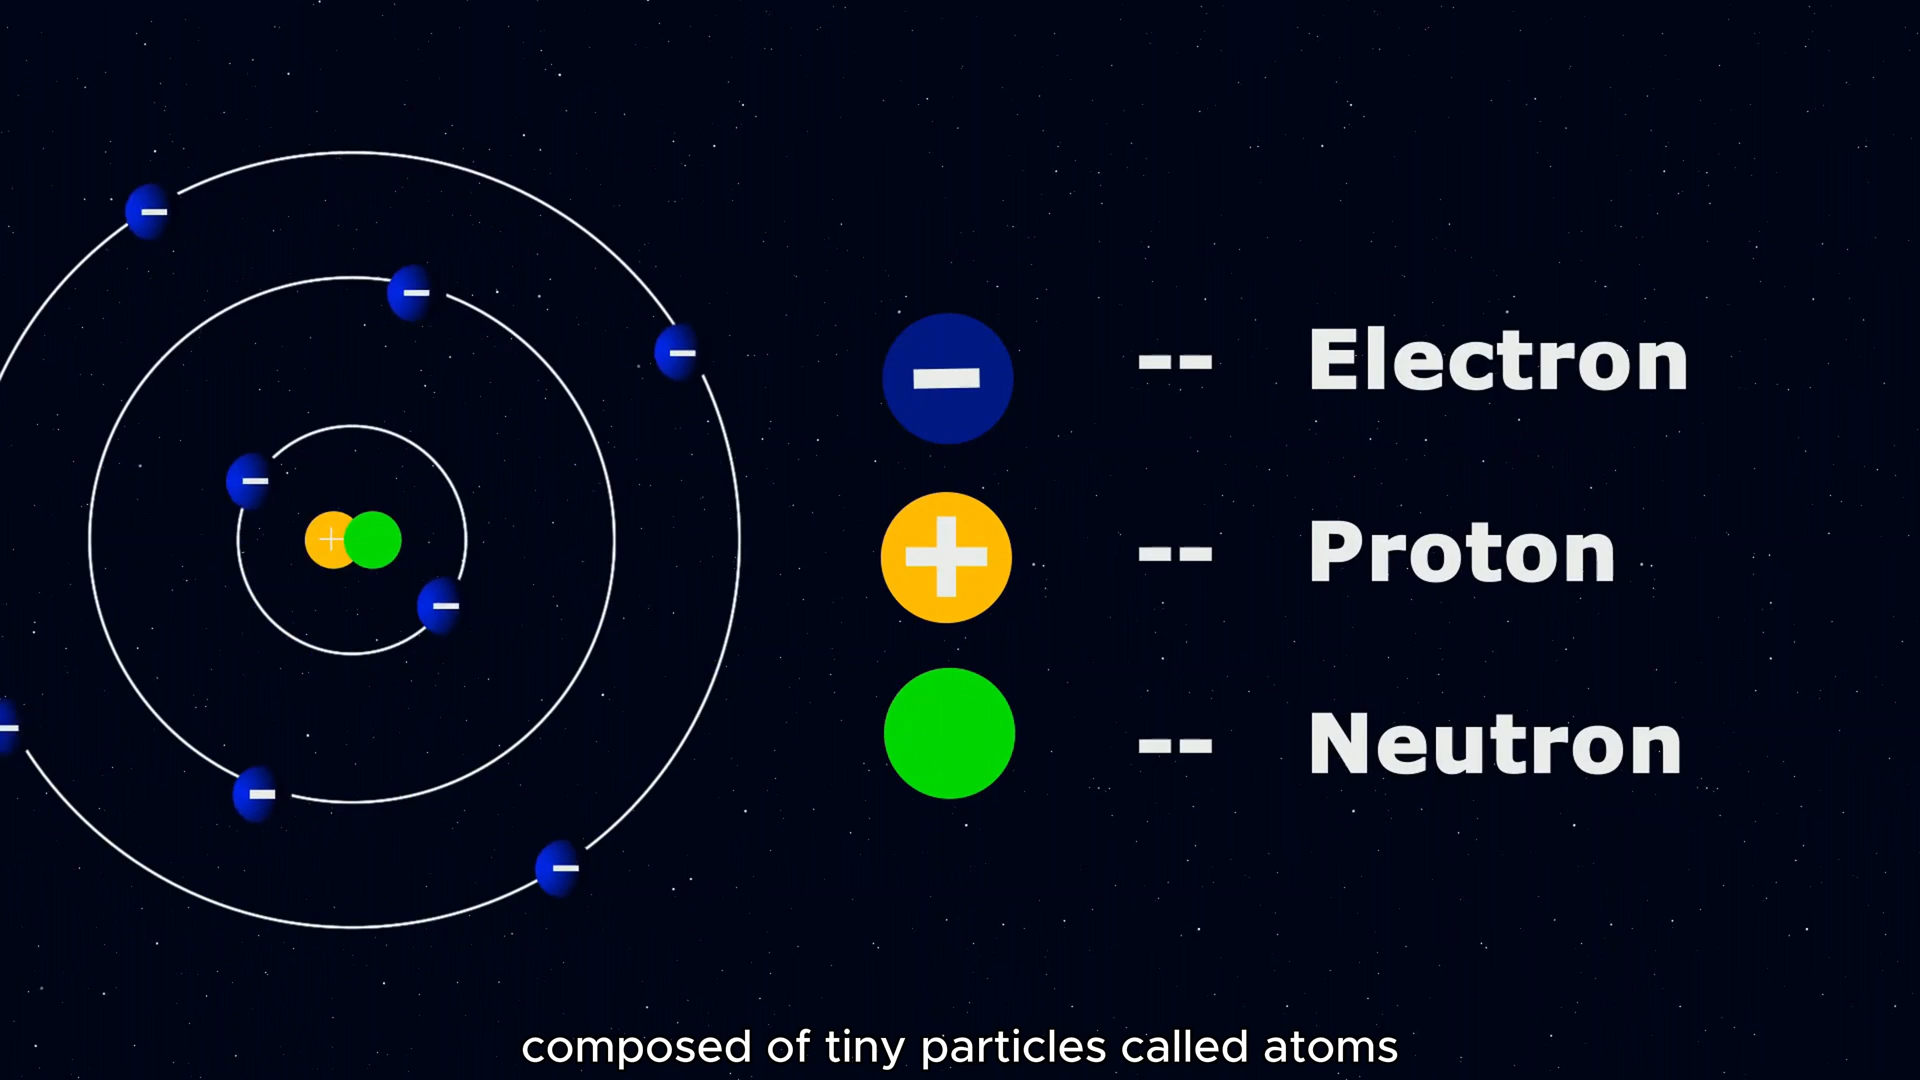 -- Electron
-- Proton
-- Neutron
composed of tiny particles called atoms